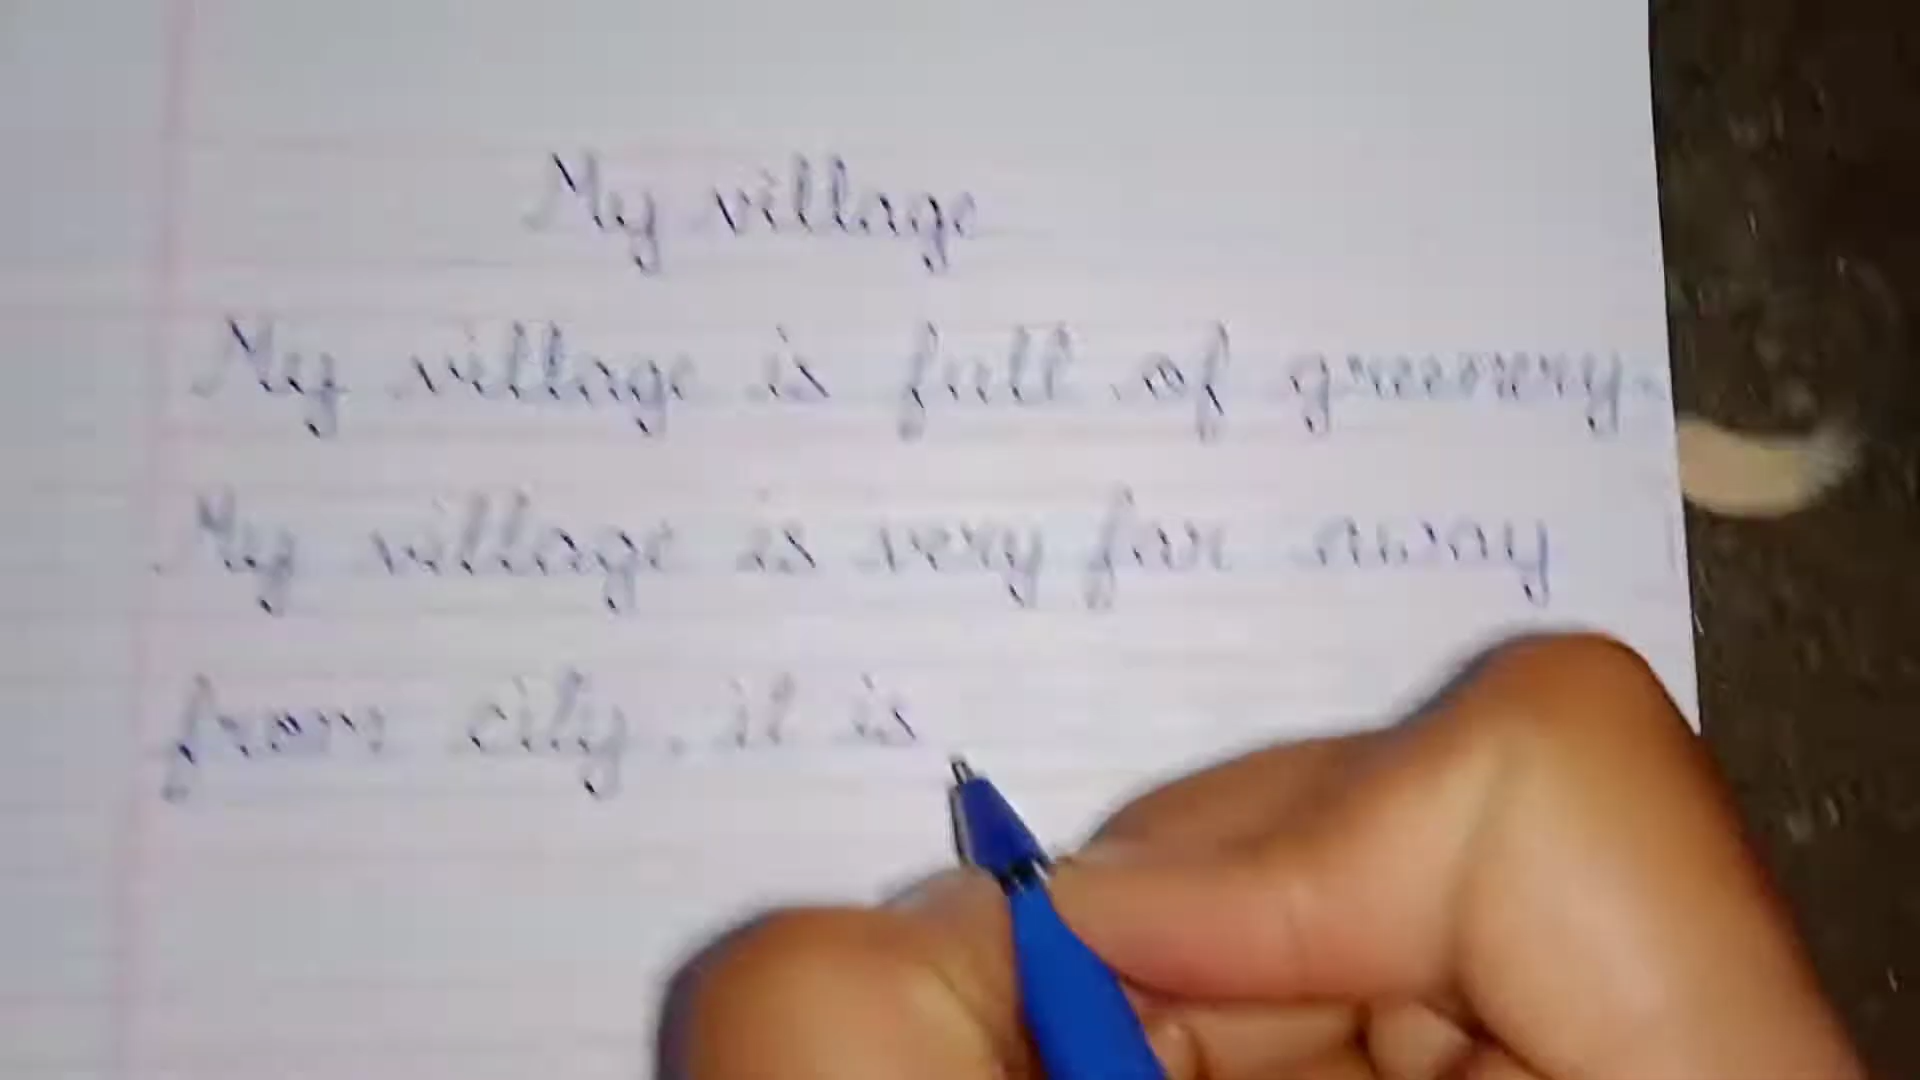 My village
My village is full of greenery.
My village is very far away
from city. it is